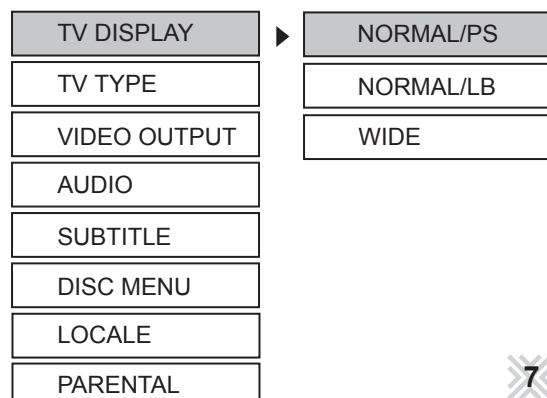 TV DISPLAY
TV TYPE
VIDEO OUTPUT
AUDIO
SUBTITLE
DISC MENU
LOCALE
PARENTAL
NORMAL/PS
NORMAL/LB
WIDE
7